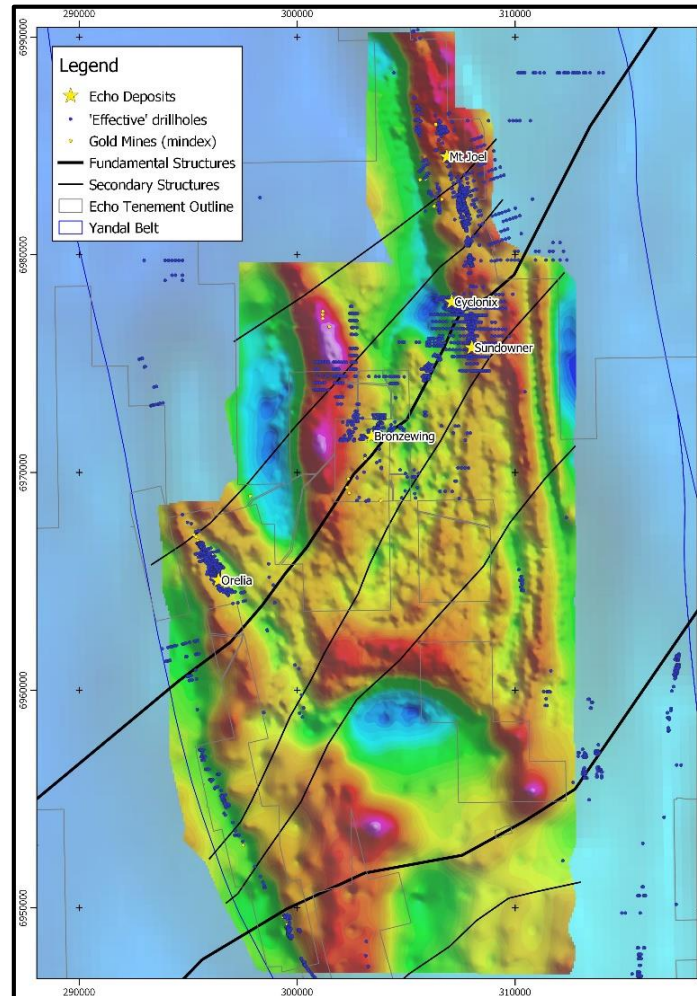 290000
300000
310000
6990000
Legend
Echo Deposits
'Effective' drillholes
Gold Mines (mindex)
Fundamental Structures
Secondary Structures
Echo Tenement Outline
Yandal Belt
Mt Joel
6980000
Cyclonix
Sundowner
Bronzewing
6970000
Orelia
6960000
6950000
290000
300000
310000